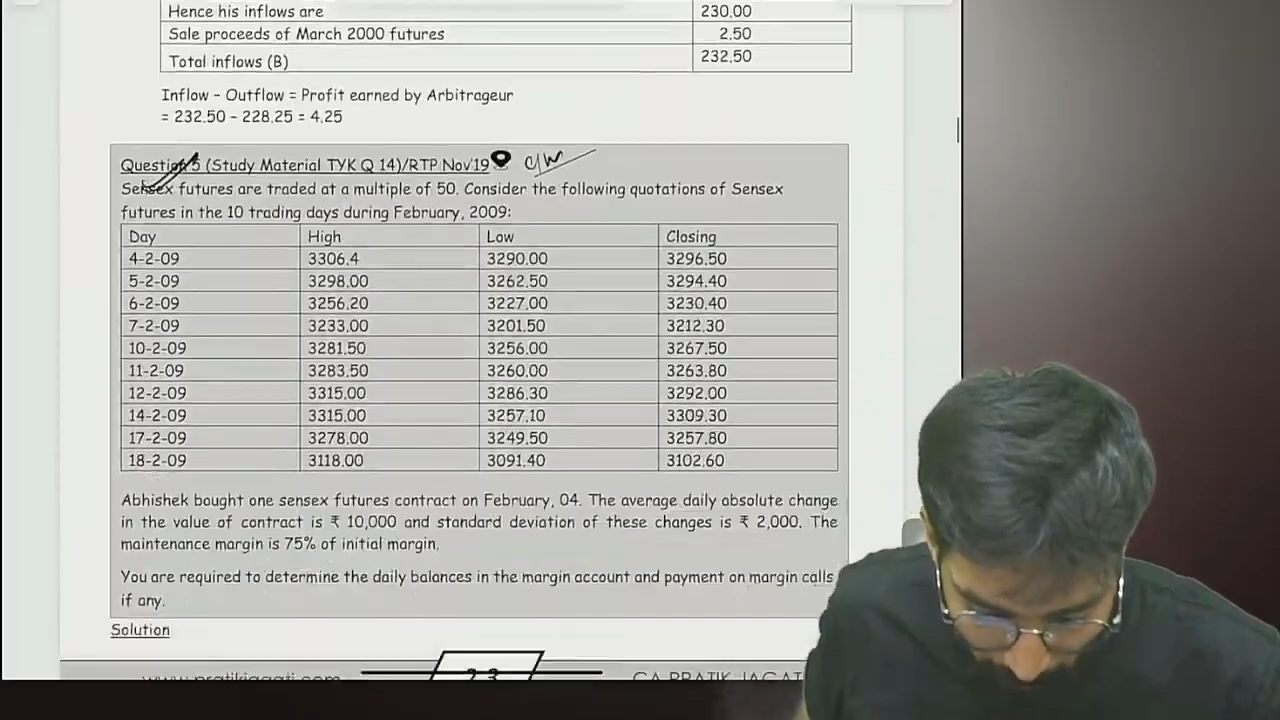 Hence his inflows are 230.00
Sale proceeds of March 2000 futures 2.50
Total inflows (B) 232.50
Inflow - Outflow = Profit earned by Arbitrageur
= 232.50 - 228.25 = 4.25
Question 5 (Study Material TYK Q 14)/RTP Nov'19 c/w
Sensex futures are traded at a multiple of 50. Consider the following quotations of Sensex
futures in the 10 trading days during February, 2009:
Day High Low Closing
4-2-09 3306.4 3290.00 3296.50
5-2-09 3298.00 3262.50 3294.40
6-2-09 3256.20 3227.00 3230.40
7-2-09 3233.00 3201.50 3212.30
10-2-09 3281.50 3256.00 3267.50
11-2-09 3283.50 3260.00 3263.80
12-2-09 3315.00 3286.30 3292.00
14-2-09 3315.00 3257.10 3309.30
17-2-09 3278.00 3249.50 3257.80
18-2-09 3118.00 3091.40 3102.60
Abhishek bought one sensex futures contract on February, 04. The average daily absolute change
in the value of contract is ₹ 10,000 and standard deviation of these changes is ₹ 2,000. The
maintenance margin is 75% of initial margin.
You are required to determine the daily balances in the margin account and payment on margin calls,
if any.
Solution
www.pratikjagati.com 23 CA PRATIK JAGAT